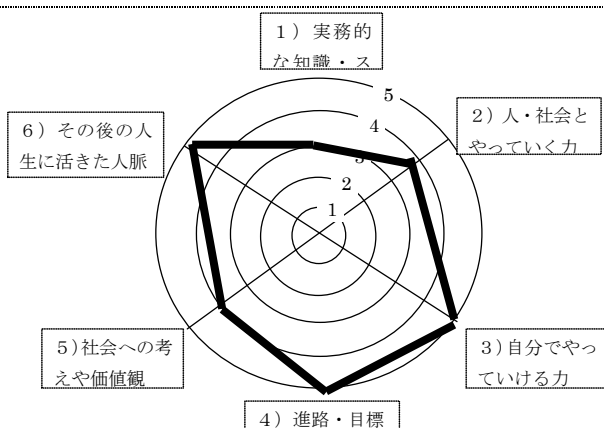 1）実務的
な知識・ス
5
4
3
2
1
2）人・社会と
やっていく力
6）その後の人
生に活きた人脈
5)社会への考
えや価値観
3）自分でやっ
ていける力
4）進路・目標